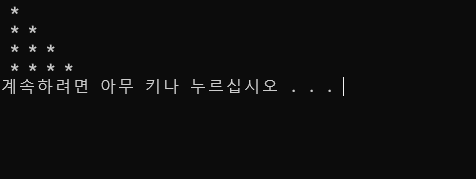 *
* *
* * *
* * * *
계속하려면 아무 키나 누르십시오 . . .